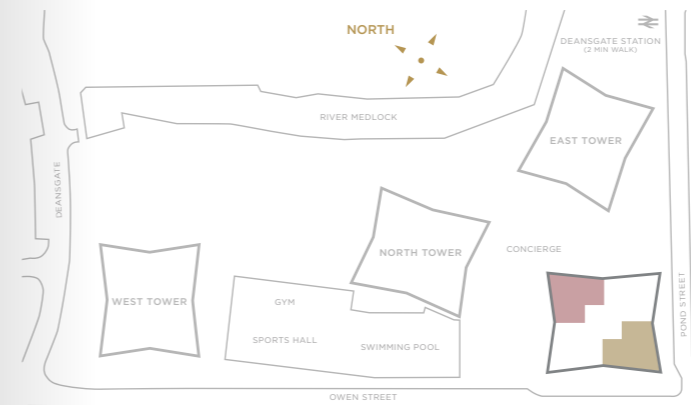 NORTH
DEANSGATE STATION
(2 MIN WALK)
RIVER MEDLOCK
EAST TOWER
DEANSGATE
NORTH TOWER
CONCIERGE
WEST TOWER
GYM
SPORTS HALL
SWIMMING POOL
POND STREET
OWEN STREET